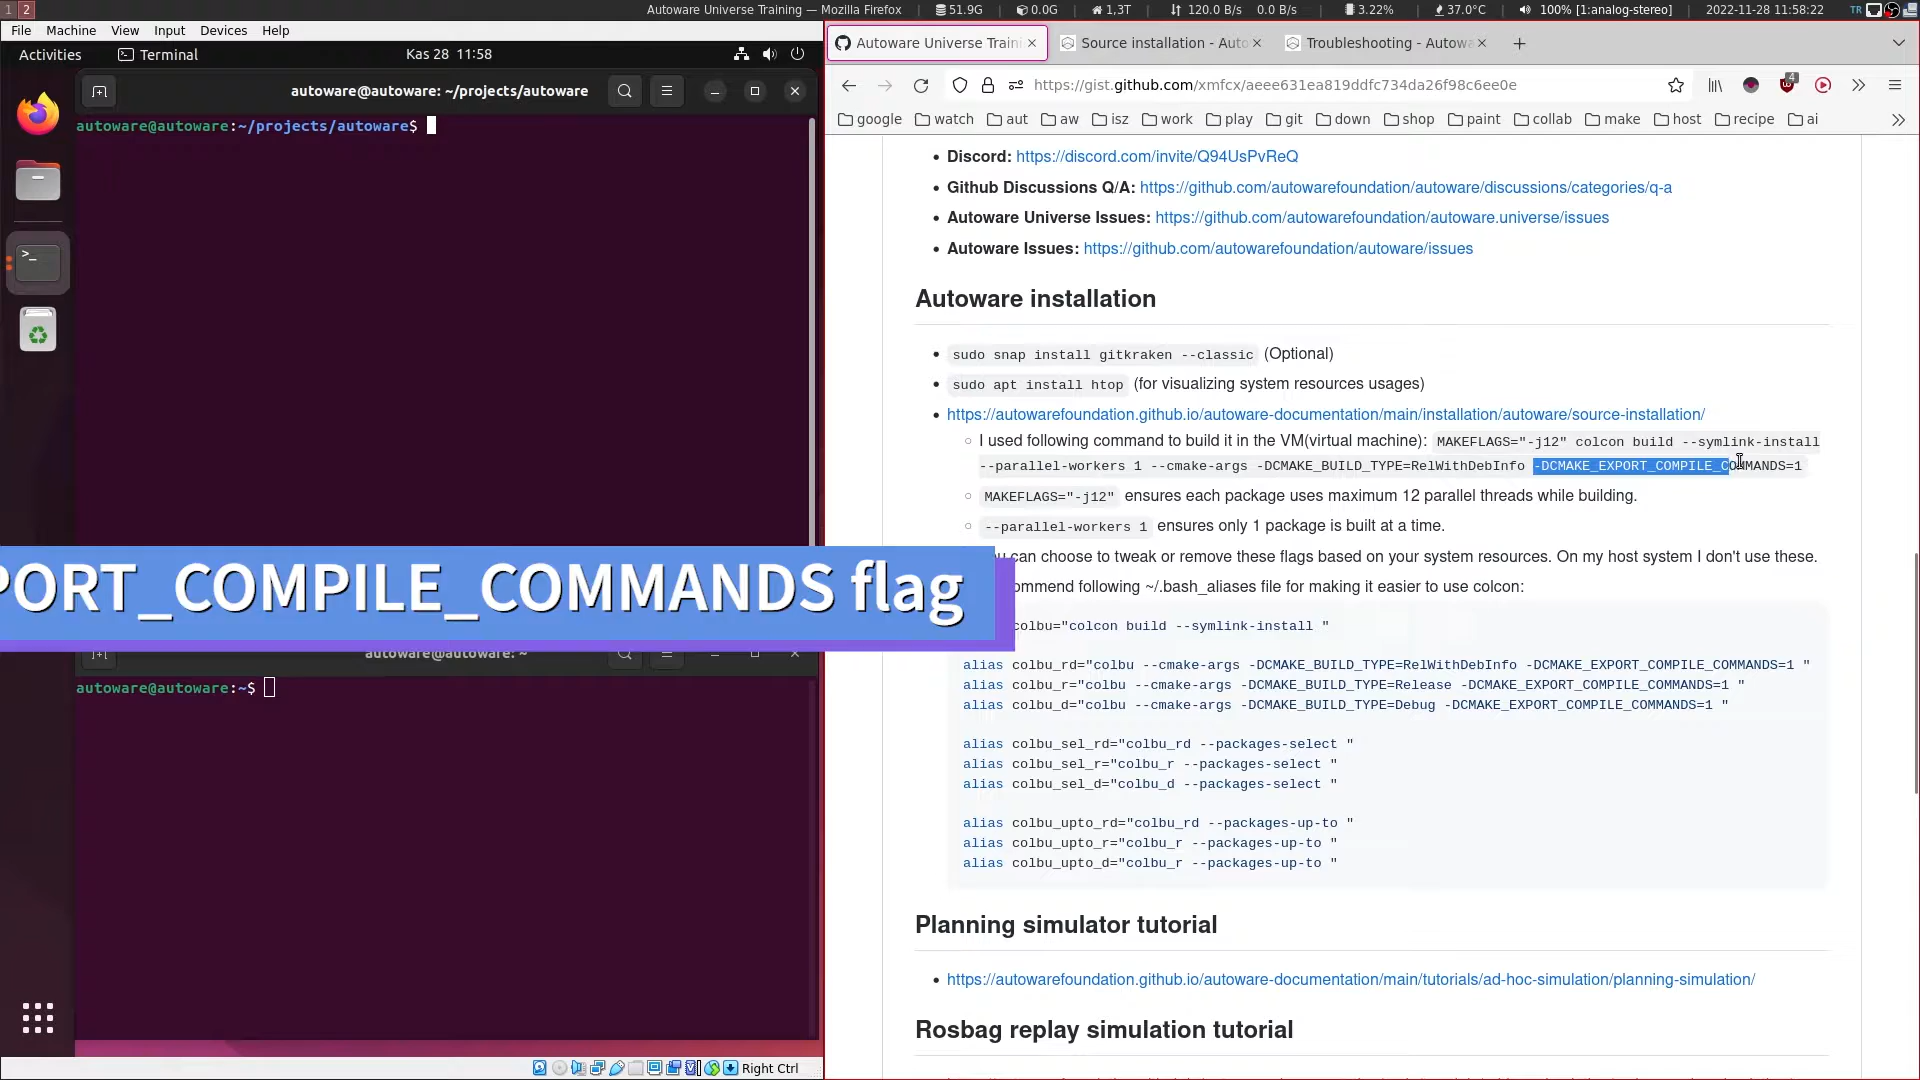 1 2 Autoware Universe Training — Mozilla Firefox 51.9G 0.0G 1,3T 120.0 B/s 0.0 B/s 3.22% 37.0°C 100% [1:analog-stereo] 2022-11-28 11:58:22 TR
File Machine View Input Devices Help
Activities Terminal Kas 28 11:58
autoware@autoware: ~/projects/autoware
autoware@autoware:~/projects/autoware$
autoware@autoware: ~
autoware@autoware:~$
Right Ctrl
Autoware Universe Traini Source installation - Auto Troubleshooting - Autowa
https://gist.github.com/xmfcx/aeee631ea819ddfc734da26f98c6ee0e 4
google watch aut aw isz work play git down shop paint collab make host recipe ai
Discord: https://discord.com/invite/Q94UsPvReQ
Github Discussions Q/A: https://github.com/autowarefoundation/autoware/discussions/categories/q-a
Autoware Universe Issues: https://github.com/autowarefoundation/autoware.universe/issues
Autoware Issues: https://github.com/autowarefoundation/autoware/issues
Autoware installation
sudo snap install gitkraken --classic (Optional)
sudo apt install htop (for visualizing system resources usages)
https://autowarefoundation.github.io/autoware-documentation/main/installation/autoware/source-installation/
I used following command to build it in the VM(virtual machine): MAKEFLAGS="-j12" colcon build --symlink-install
--parallel-workers 1 --cmake-args -DCMAKE_BUILD_TYPE=RelWithDebInfo -DCMAKE_EXPORT_COMPILE_COMMANDS=1
MAKEFLAGS="-j12" ensures each package uses maximum 12 parallel threads while building.
--parallel-workers 1 ensures only 1 package is built at a time.
can choose to tweak or remove these flags based on your system resources. On my host system I don't use these.
PORT_COMPILE_COMMANDS flag
ommend following ~/.bash_aliases file for making it easier to use colcon:
colbu="colcon build --symlink-install "
alias colbu_rd="colbu --cmake-args -DCMAKE_BUILD_TYPE=RelWithDebInfo -DCMAKE_EXPORT_COMPILE_COMMANDS=1 "
alias colbu_r="colbu --cmake-args -DCMAKE_BUILD_TYPE=Release -DCMAKE_EXPORT_COMPILE_COMMANDS=1 "
alias colbu_d="colbu --cmake-args -DCMAKE_BUILD_TYPE=Debug -DCMAKE_EXPORT_COMPILE_COMMANDS=1 "
alias colbu_sel_rd="colbu_rd --packages-select "
alias colbu_sel_r="colbu_r --packages-select "
alias colbu_sel_d="colbu_d --packages-select "
alias colbu_upto_rd="colbu_rd --packages-up-to "
alias colbu_upto_r="colbu_r --packages-up-to "
alias colbu_upto_d="colbu_r --packages-up-to "
Planning simulator tutorial
https://autowarefoundation.github.io/autoware-documentation/main/tutorials/ad-hoc-simulation/planning-simulation/
Rosbag replay simulation tutorial